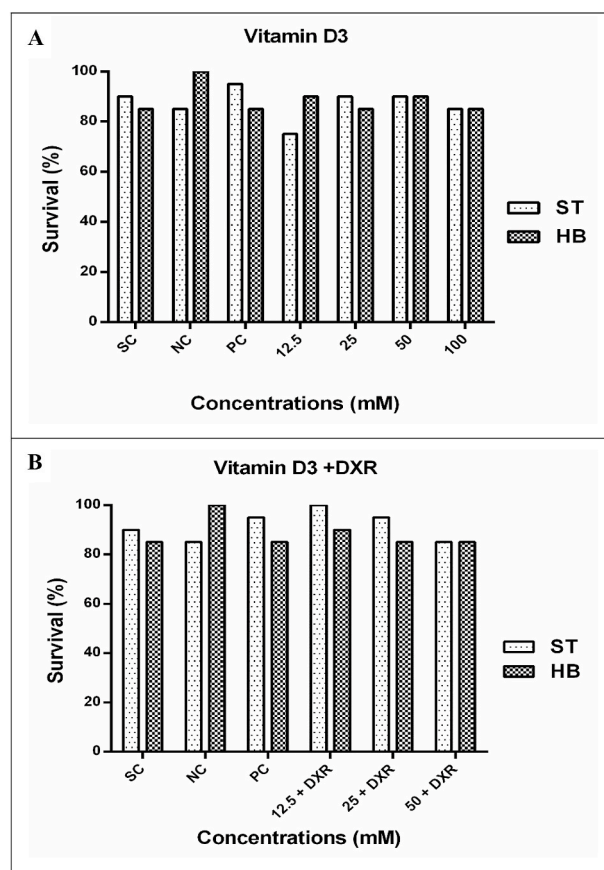 A
Vitamin D3
Survival (%)
100
80
60
40
20
0
SC
NC
PC
12.5
25
50
100
Concentrations (mM)
ST
HB
B
Vitamin D3 +DXR
Survival (%)
100
80
60
40
20
0
SC
NC
PC
12.5 + DXR
25 + DXR
50 + DXR
Concentrations (mM)
ST
HB